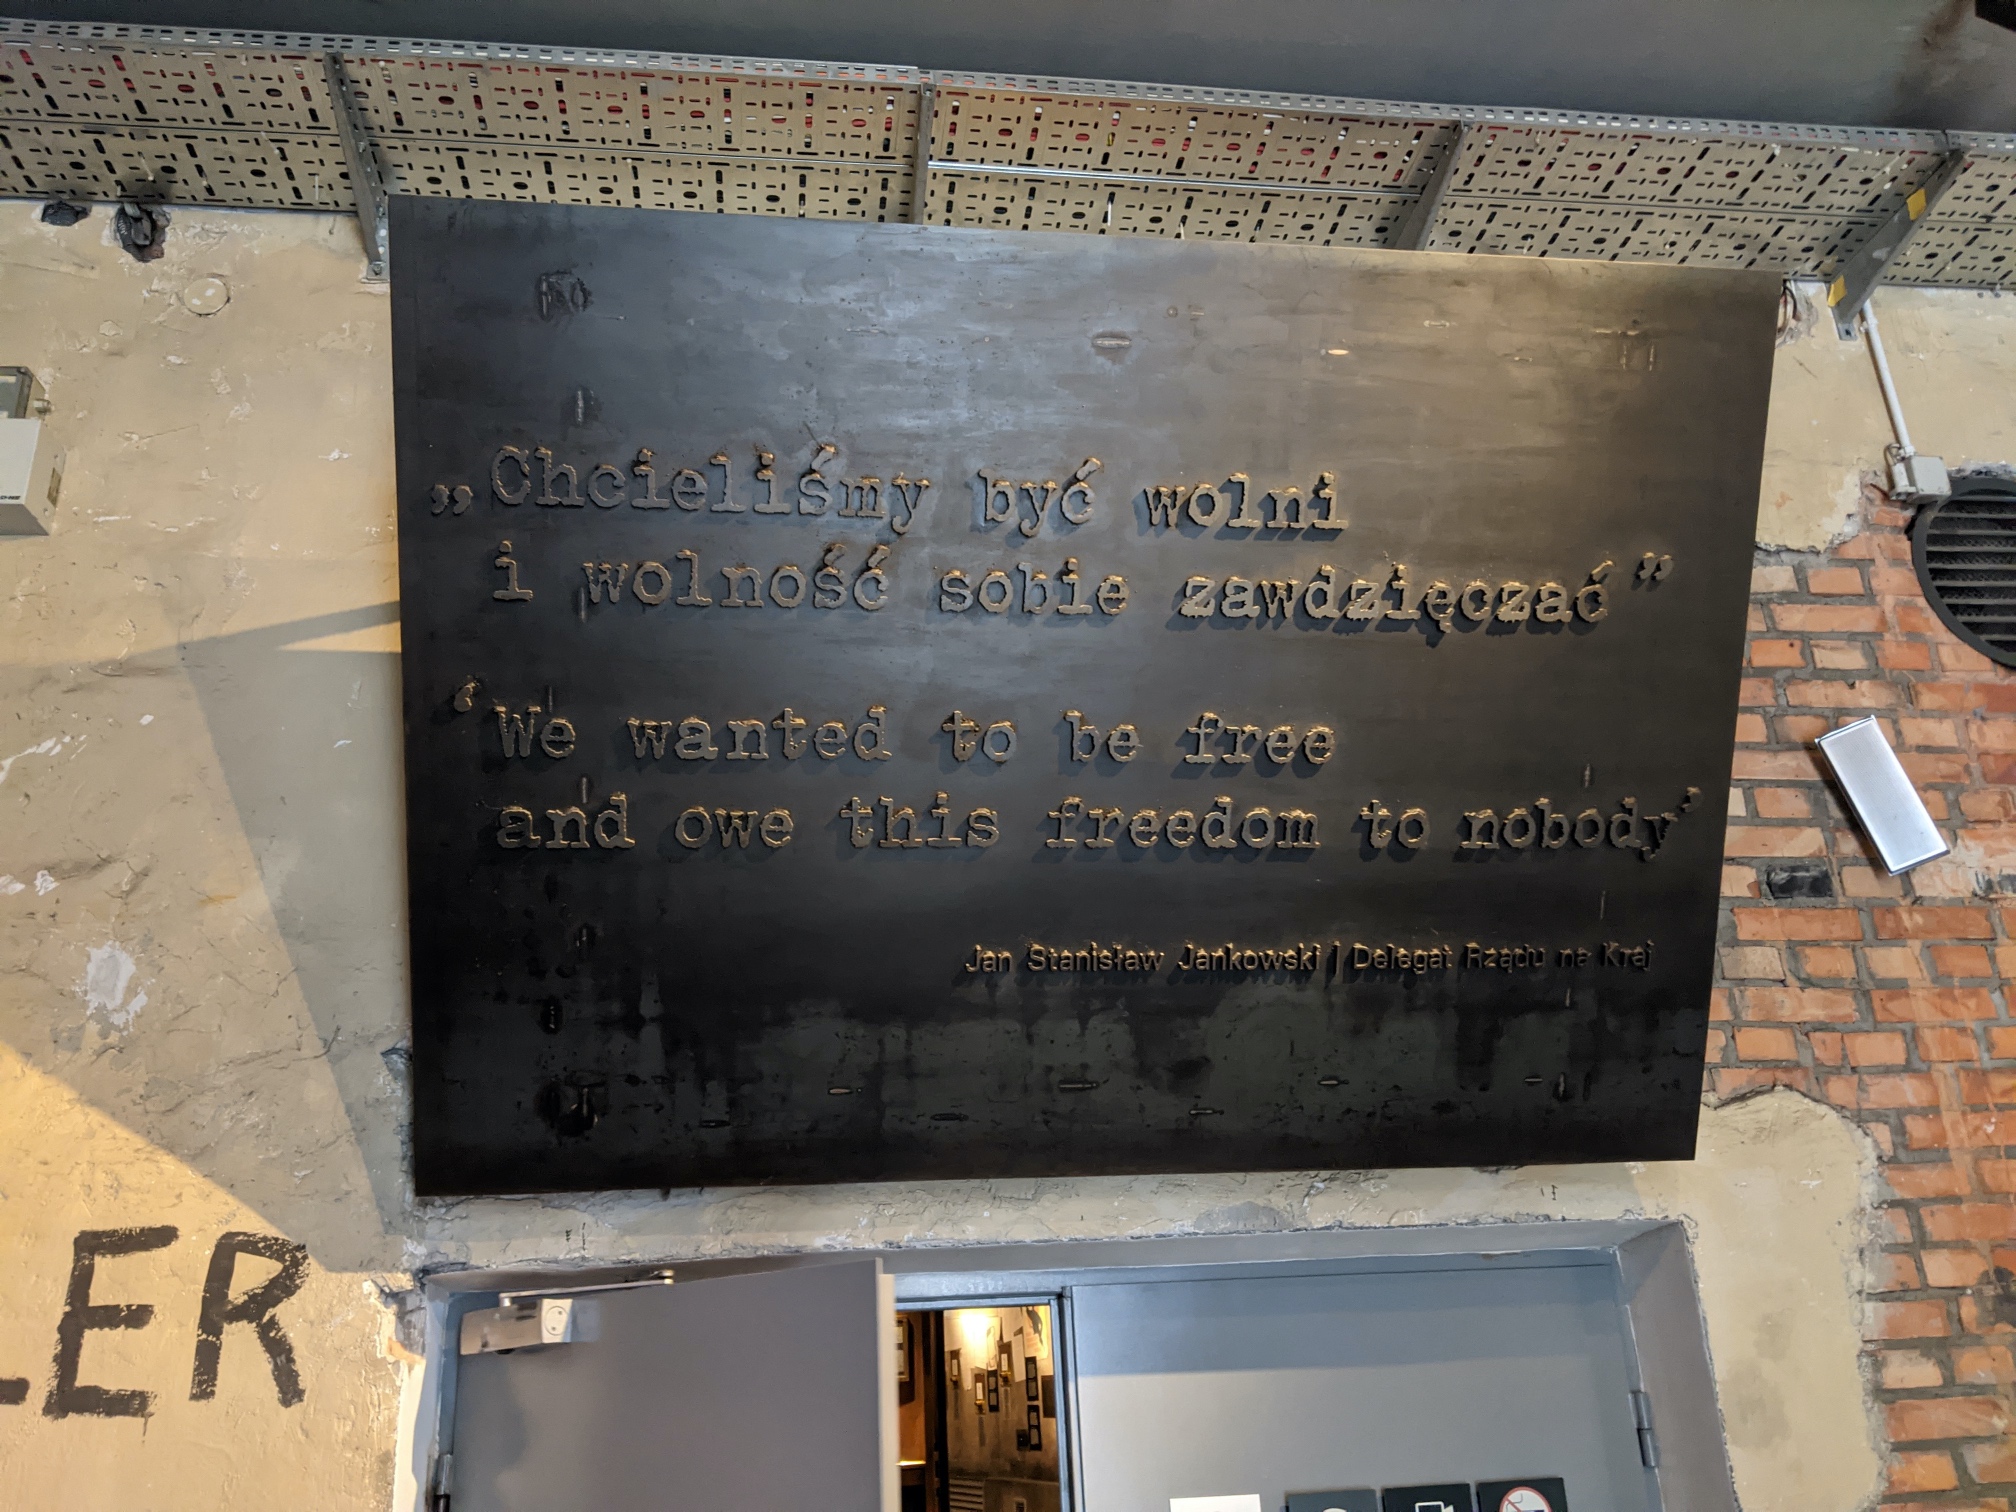 „Chcieliśmy być wolni
i wolność sobie zawdzięczać”
‘We wanted to be free
and owe this freedom to nobody’
Jan Stanisław Jankowski | Delegat Rządu na Kraj
ER